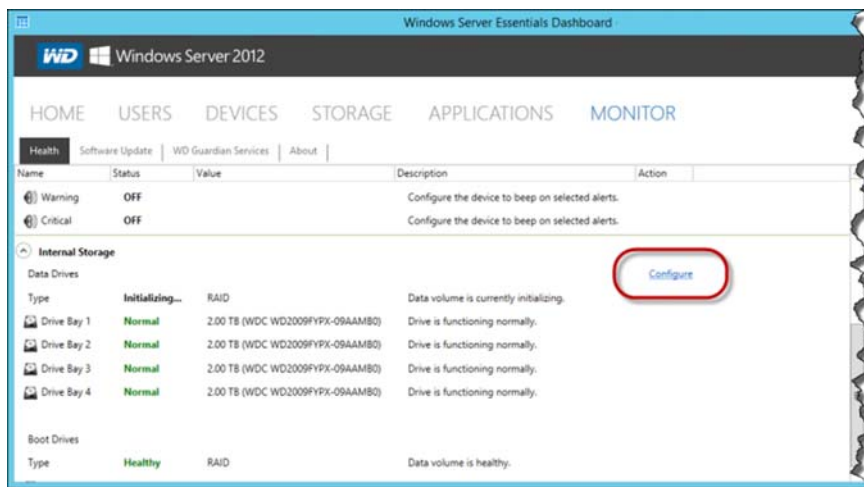 Windows Server Essentials Dashboard
WD Windows Server 2012
HOME USERS DEVICES STORAGE APPLICATIONS MONITOR
Health Software Update WD Guardian Services About
Name Status Value Description Action
Warning OFF Configure the device to beep on selected alerts.
Critical OFF Configure the device to beep on selected alerts.
Internal Storage
Data Drives Configure
Type Initializing... RAID Data volume is currently initializing.
Drive Bay 1 Normal 2.00 TB (WDC WD2009FYPX-09AAMB0) Drive is functioning normally.
Drive Bay 2 Normal 2.00 TB (WDC WD2009FYPX-09AAMB0) Drive is functioning normally.
Drive Bay 3 Normal 2.00 TB (WDC WD2009FYPX-09AAMB0) Drive is functioning normally.
Drive Bay 4 Normal 2.00 TB (WDC WD2009FYPX-09AAMB0) Drive is functioning normally.
Boot Drives
Type Healthy RAID Data volume is healthy.